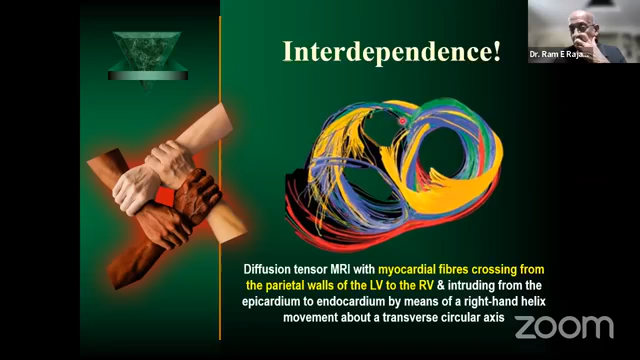 Interdependence!
Dr. Ram E Raja...
Diffusion tensor MRI with myocardial fibres crossing from
the parietal walls of the LV to the RV & intruding from the
epicardium to endocardium by means of a right-hand helix
movement about a transverse circular axis
zoom